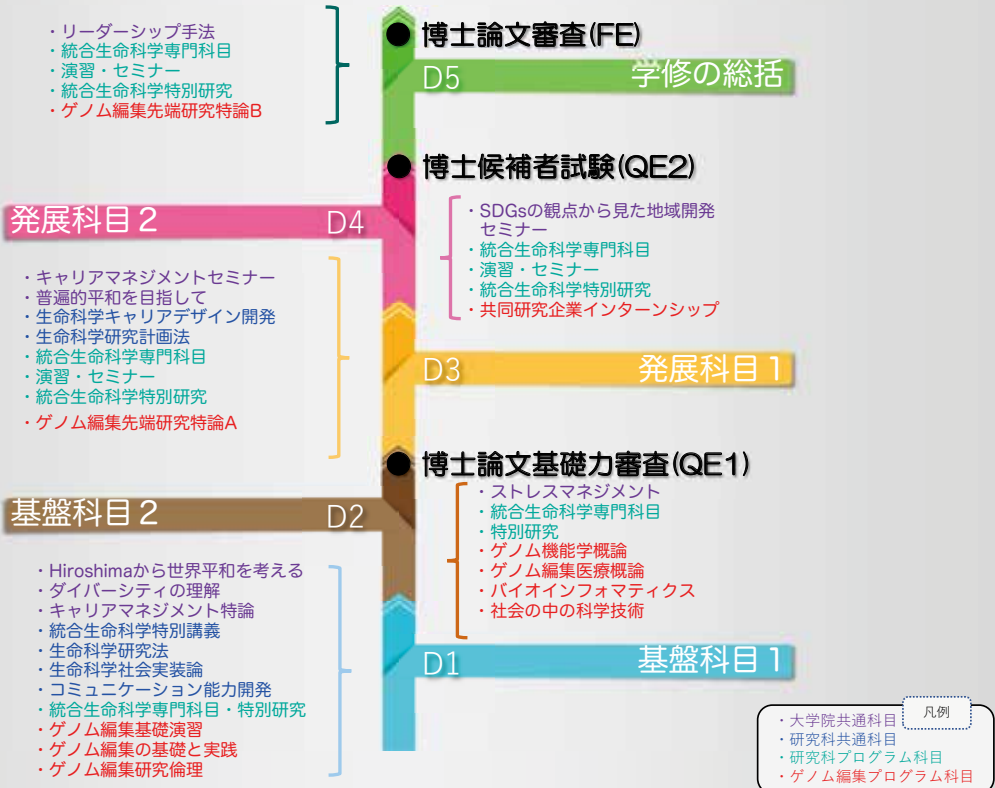 ・リーダーシップ手法
・統合生命科学専門科目
・演習・セミナー
・統合生命科学特別研究
・ゲノム編集先端研究特論B
博士論文審査(FE)
D5
学修の総括
博士候補者試験(QE2)
発展科目２
D4
・SDGsの観点から見た地域開発
セミナー
・統合生命科学専門科目
・演習・セミナー
・統合生命科学特別研究
・共同研究企業インターンシップ
・キャリアマネジメントセミナー
・普遍的平和を目指して
・生命科学キャリアデザイン開発
・生命科学研究計画法
・統合生命科学専門科目
・演習・セミナー
・統合生命科学特別研究
・ゲノム編集先端研究特論A
D3
発展科目１
博士論文基礎力審査(QE1)
基盤科目２
D2
・ストレスマネジメント
・統合生命科学専門科目
・特別研究
・ゲノム機能学概論
・ゲノム編集医療概論
・バイオインフォマティクス
・社会の中の科学技術
・Hiroshimaから世界平和を考える
・ダイバーシティの理解
・キャリアマネジメント特論
・統合生命科学特別講義
・生命科学研究法
・生命科学社会実装論
・コミュニケーション能力開発
・統合生命科学専門科目・特別研究
・ゲノム編集基礎演習
・ゲノム編集の基礎と実践
・ゲノム編集研究倫理
D1
基盤科目１
凡例
・大学院共通科目
・研究科共通科目
・研究科プログラム科目
・ゲノム編集プログラム科目